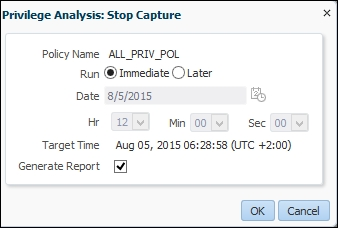 Privilege Analysis: Stop Capture
Policy Name ALL_PRIV_POL
Run Immediate Later
Date 8/5/2015
Hr 12 Min 00 Sec 00
Target Time Aug 05, 2015 06:28:58 (UTC +2:00)
Generate Report
OK Cancel